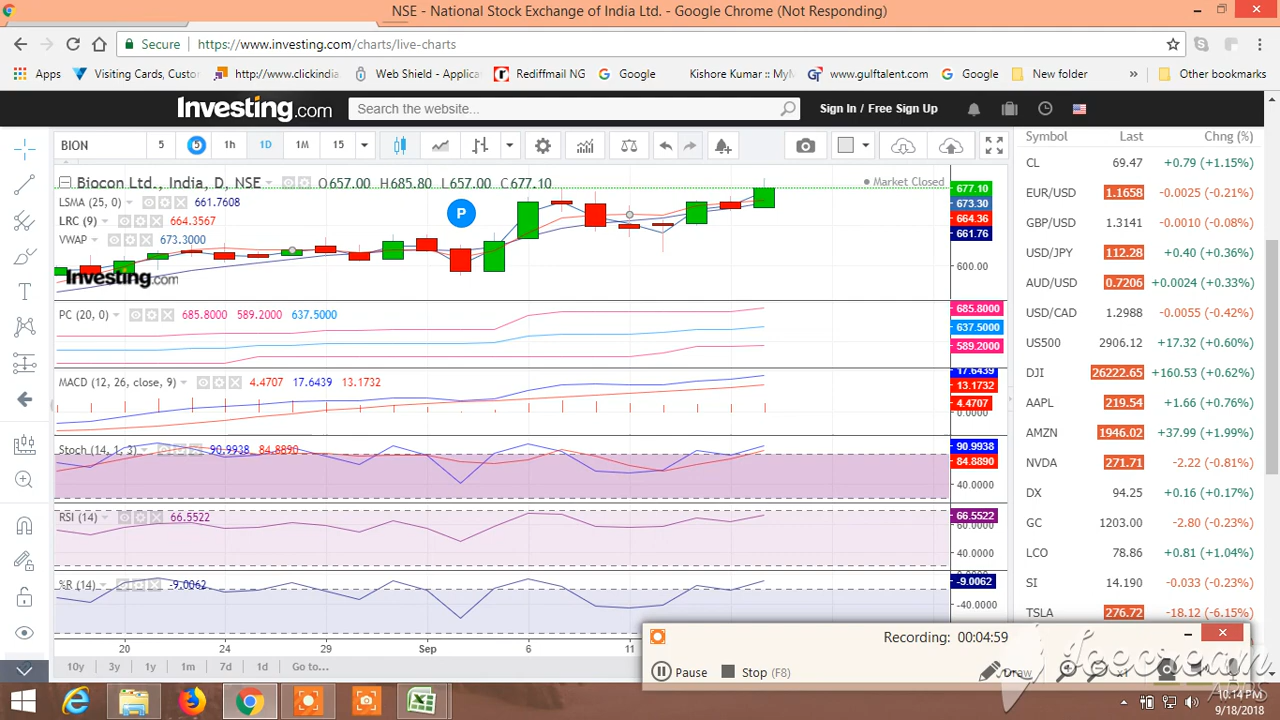 NSE - National Stock Exchange of India Ltd. - Google Chrome (Not Responding)
Secure https://www.investing.com/charts/live-charts
Apps Visiting Cards, Custo http://www.clickindia Web Shield - Applica Rediffmail NG Google Kistore Kumar :: MyN www.gulftalent.com Google New folder » Other bookmarks
Investing.com Search the website... Sign In / Free Sign Up
BION 5 5 1h 1D 1M 15
Biocon Ltd., India, D, NSE O657.00 H685.80 L657.00 C677.10 Market Closed
LSMA (25, 0) 661.7608
LRC (9) 664.3567
VWAP 673.3000
P
677.10
673.30
664.36
661.76
600.00
Investing.com
PC (20, 0) 685.8000 589.2000 637.5000
685.8000
637.5000
589.2000
MACD (12, 26, close, 9) 4.4707 17.6439 13.1732
17.6439
13.1732
4.4707
0.0000
Stoch (14, 1, 3) 90.9938 84.8890
90.9938
84.8890
40.0000
RSI (14) 66.5522
66.5522
60.0000
40.0000
%R (14) -9.0062
-9.0062
-40.0000
20 24 29 Sep 6 11
10y 3y 1y 1m 7d 1d Go to...
Symbol Last Chng (%)
CL 69.47 +0.79 (+1.15%)
EUR/USD 1.1658 -0.0025 (-0.21%)
GBP/USD 1.3141 -0.0010 (-0.08%)
USD/JPY 112.28 +0.40 (+0.36%)
AUD/USD 0.7206 +0.0024 (+0.33%)
USD/CAD 1.2988 -0.0055 (-0.42%)
US500 2906.12 +17.32 (+0.60%)
DJI 26222.65 +160.53 (+0.62%)
AAPL 219.54 +1.66 (+0.76%)
AMZN 1946.02 +37.99 (+1.99%)
NVDA 271.71 -2.22 (-0.81%)
DX 94.25 +0.16 (+0.17%)
GC 1203.00 -2.80 (-0.23%)
LCO 78.86 +0.81 (+1.04%)
SI 14.190 -0.033 (-0.23%)
TSLA 276.72 -18.12 (-6.15%)
Recording: 00:04:59
Pause Stop (F8) Draw x1
Icecream
APPS
10:14 PM
9/18/2018